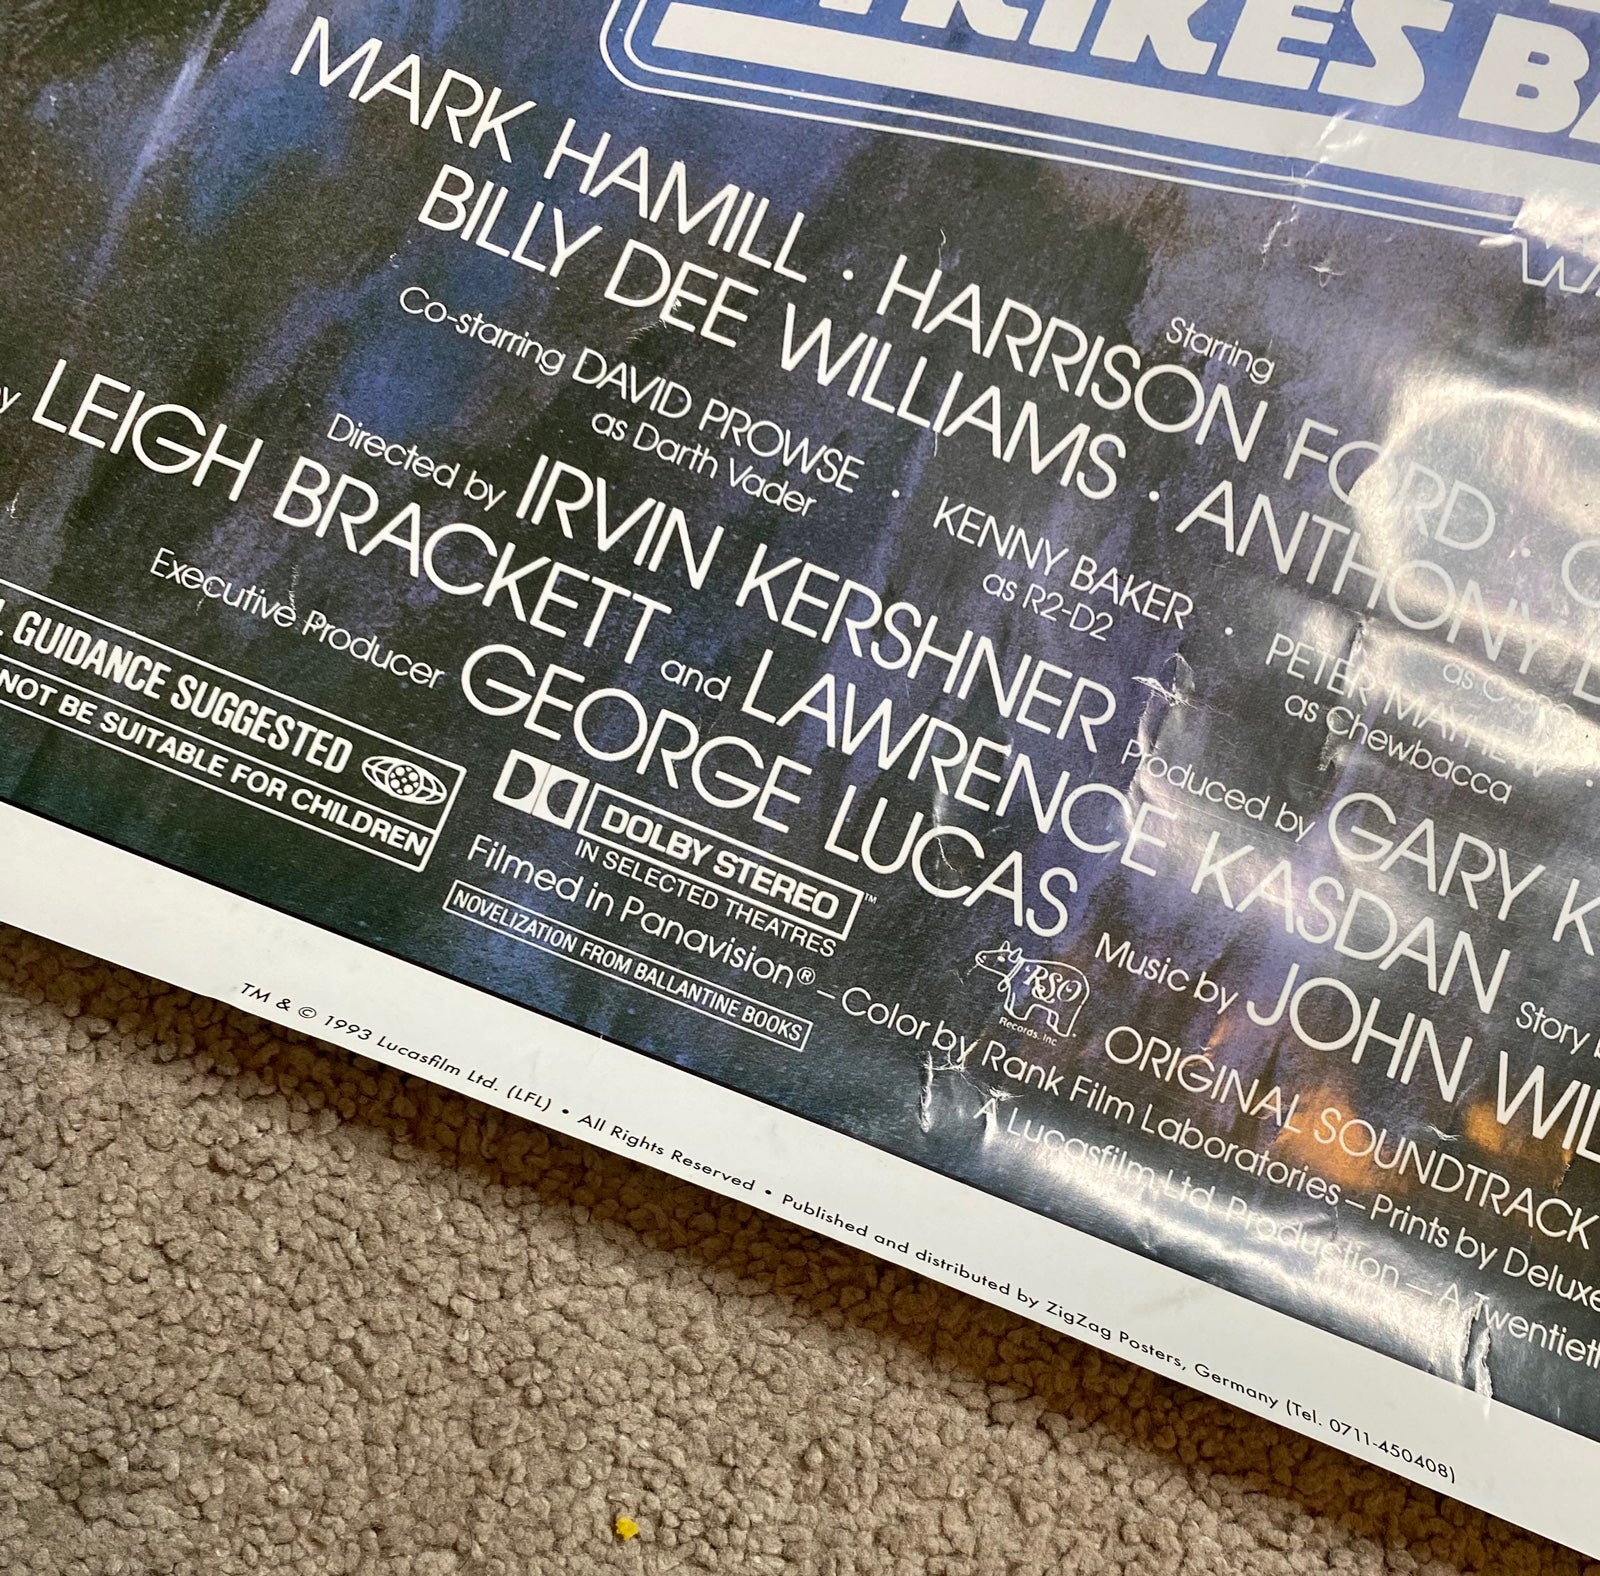 STRIKES BA
Starring
MARK HAMILL · HARRISON FORD ·
BILLY DEE WILLIAMS · ANTHONY
as C-3PO
Co-starring DAVID PROWSE · KENNY BAKER · PETER MAYHEW ·
as Darth Vader as R2-D2 as Chewbacca
Directed by IRVIN KERSHNER Produced by GARY K
by LEIGH BRACKETT and LAWRENCE KASDAN Story
Executive Producer GEORGE LUCAS Music by JOHN WIL
GUIDANCE SUGGESTED
NOT BE SUITABLE FOR CHILDREN
DOLBY STEREO™
IN SELECTED THEATRES
RSO
Records, Inc
ORIGINAL SOUNDTRACK
Filmed in Panavision® – Color by Rank Film Laboratories – Prints by Deluxe
NOVELIZATION FROM BALLANTINE BOOKS
A Lucasfilm Ltd. Production – A Twentieth
TM & © 1993 Lucasfilm Ltd. (LFL) • All Rights Reserved • Published and distributed by ZigZag Posters, Germany (Tel. 0711-450408)